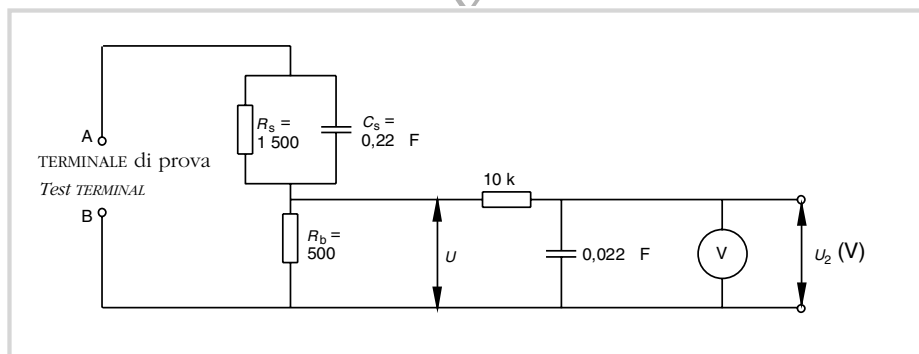 A
TERMINALE di prova
Test TERMINAL
B
Rs =
1 500
Cs =
0,22 F
Rb =
500
U
10 k
0,022 F
V
U2 (V)